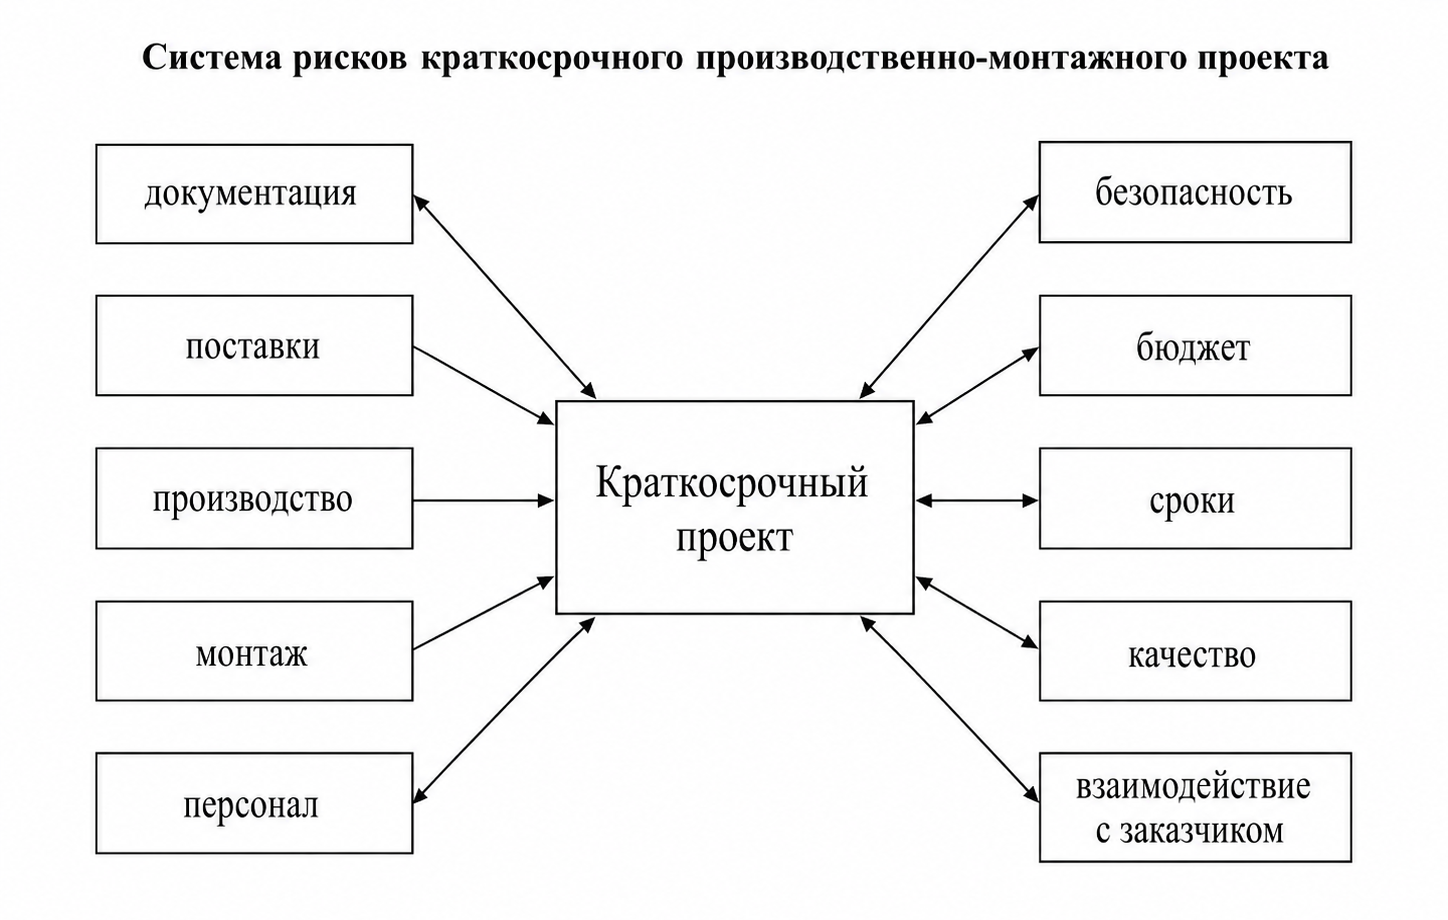 Система рисков краткосрочного производственно-монтажного проекта
документация
поставки
производство
монтаж
персонал
Краткосрочный
проект
безопасность
бюджет
сроки
качество
взаимодействие
с заказчиком